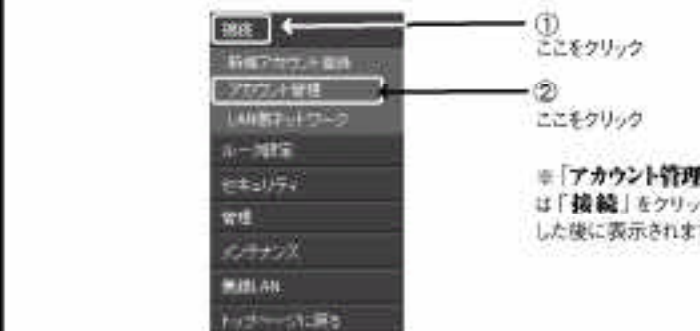 接続
新規アカウント登録
アカウント管理
LAN側ネットワーク
ルータ設定
セキュリティ
管理
メンテナンス
無線LAN
トップページに戻る
①
ここをクリック
②
ここをクリック
※「アカウント管理
は「接続」をクリッ
した後に表示されま